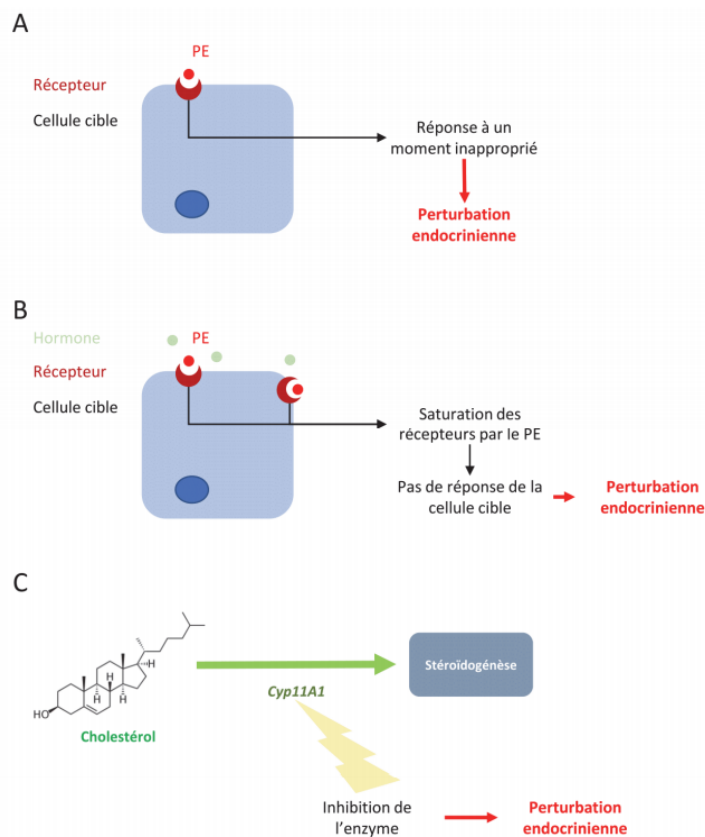 A
PE
Récepteur
Cellule cible
Réponse à un
moment inapproprié
Perturbation
endocrinienne
B
Hormone
PE
Récepteur
Cellule cible
Saturation des
récepteurs par le PE
Pas de réponse de la
cellule cible
Perturbation
endocrinienne
C
H
H
H
H
HO
Cholestérol
Cyp11A1
Stéroïdogénèse
Inhibition de
l'enzyme
Perturbation
endocrinienne